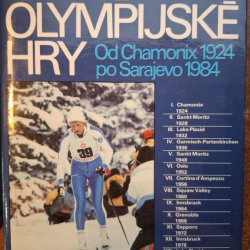 OLYMPIJSKÉ
HRY
Od Chamonix 1924
po Sarajevo 1984
39
I. Chamonix
1924
II. Sankt Moritz
1928
III. Lake Placid
1932
IV. Garmisch-Partenkirchen
1936
V. Sankt Moritz
1948
VI. Oslo
1952
VII. Cortina d'Ampezzo
1956
VIII. Squaw Valley
1960
IX. Innsbruck
1964
X. Grenoble
1968
XI. Sapporo
1972
XII. Innsbruck
1976